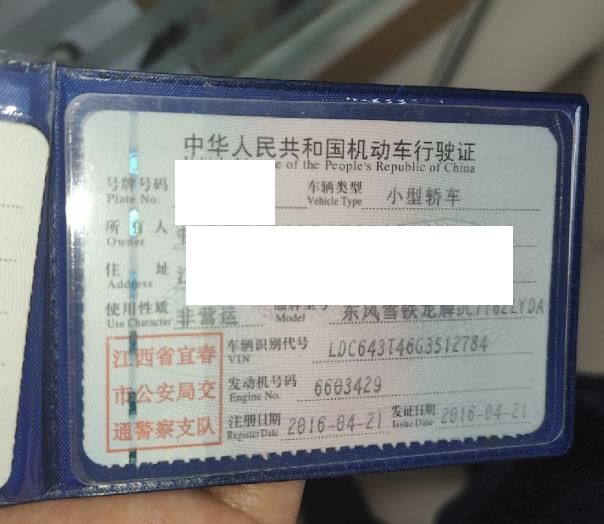 中华人民共和国机动车行驶证
of the People's Republic of China
号牌号码 Plate No. 车辆类型 Vehicle Type 小型轿车
所有人 Owner
住址 Address
使用性质 Use Character 非营运 Model 东风雪铁龙牌
江西省宜春
市公安局交
通警察支队
车辆识别代号 VIN LDC643T46G3512784
发动机号码 Engine No. 6603429
注册日期 Register Date 2016-04-21 发证日期 Issue Date 2016-04-21